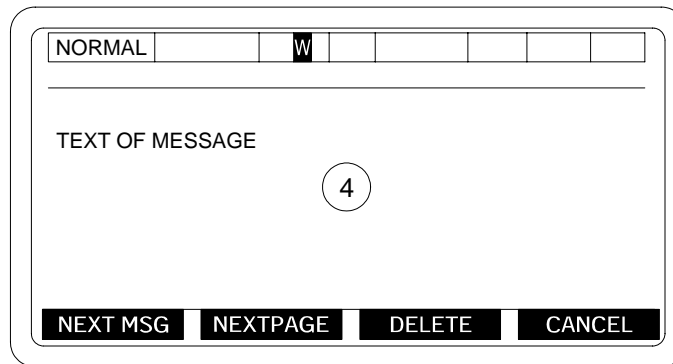 NORMAL W
TEXT OF MESSAGE
4
NEXT MSG NEXTPAGE DELETE CANCEL